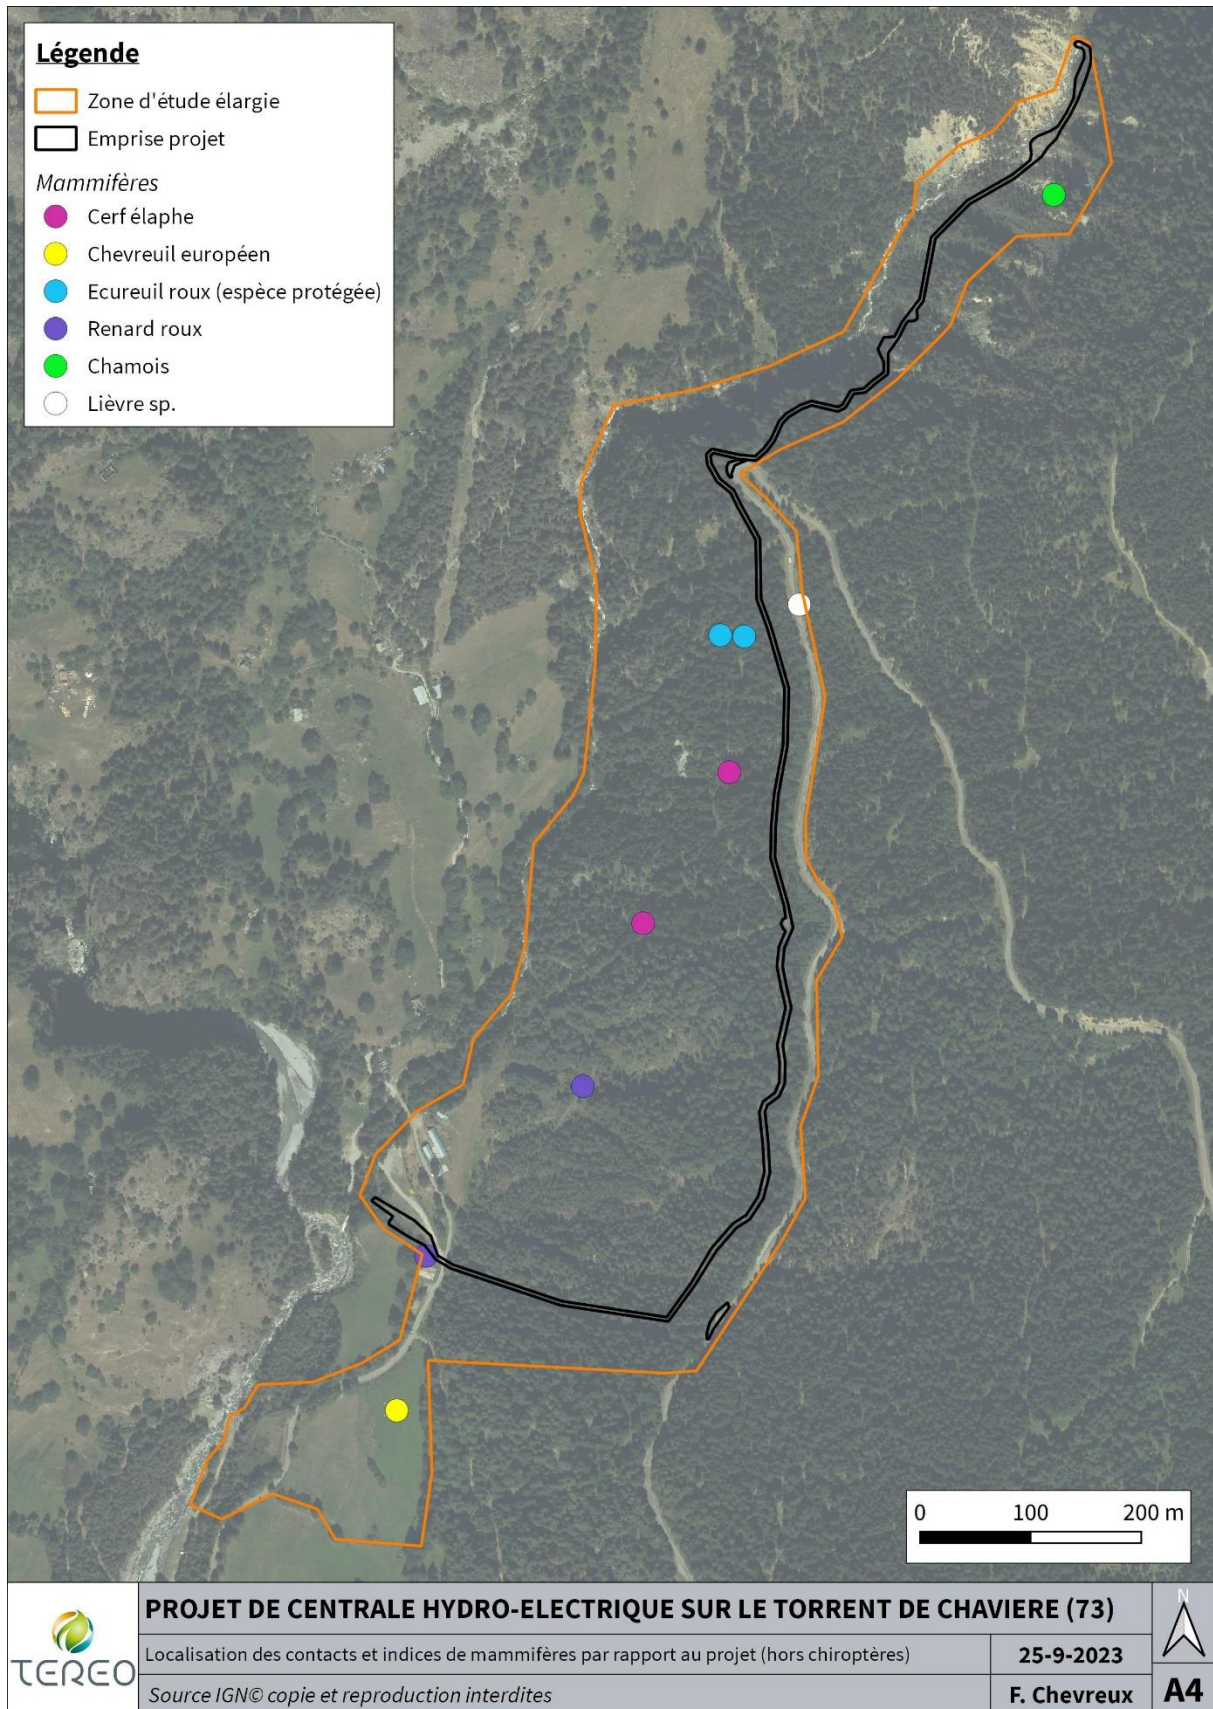 Légende
Zone d'étude élargie
Emprise projet
Mammifères
Cerf élaphe
Chevreuil européen
Ecureuil roux (espèce protégée)
Renard roux
Chamois
Lièvre sp.
0 100 200 m
TEREO
PROJET DE CENTRALE HYDRO-ELECTRIQUE SUR LE TORRENT DE CHAVIERE (73)
Localisation des contacts et indices de mammifères par rapport au projet (hors chiroptères)
25-9-2023
Source IGN© copie et reproduction interdites
F. Chevreux
N
A4